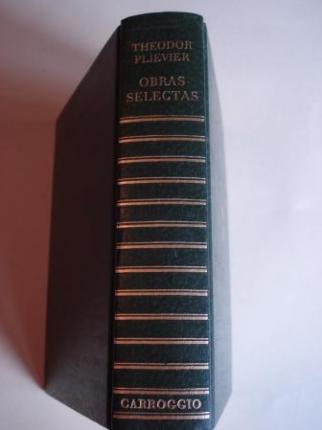 THEODOR
PLIEVIER
OBRAS
SELECTAS
CARROGGIO